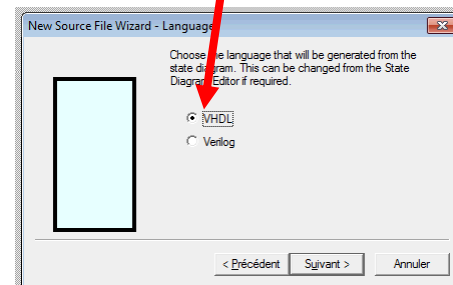 New Source File Wizard - Language
Choose the language that will be generated from the
state diagram. This can be changed from the State
Diagram Editor if required.
VHDL
Verilog
< Précédent
Suivant >
Annuler